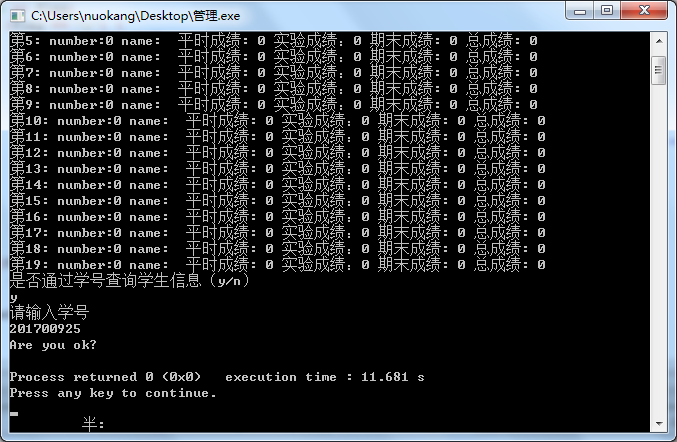 C:\Users\nuokang\Desktop\管理.exe
第5: number:0 name:  平时成绩: 0 实验成绩: 0 期末成绩: 0 总成绩: 0
第6: number:0 name:  平时成绩: 0 实验成绩: 0 期末成绩: 0 总成绩: 0
第7: number:0 name:  平时成绩: 0 实验成绩: 0 期末成绩: 0 总成绩: 0
第8: number:0 name:  平时成绩: 0 实验成绩: 0 期末成绩: 0 总成绩: 0
第9: number:0 name:  平时成绩: 0 实验成绩: 0 期末成绩: 0 总成绩: 0
第10: number:0 name:  平时成绩: 0 实验成绩: 0 期末成绩: 0 总成绩: 0
第11: number:0 name:  平时成绩: 0 实验成绩: 0 期末成绩: 0 总成绩: 0
第12: number:0 name:  平时成绩: 0 实验成绩: 0 期末成绩: 0 总成绩: 0
第13: number:0 name:  平时成绩: 0 实验成绩: 0 期末成绩: 0 总成绩: 0
第14: number:0 name:  平时成绩: 0 实验成绩: 0 期末成绩: 0 总成绩: 0
第15: number:0 name:  平时成绩: 0 实验成绩: 0 期末成绩: 0 总成绩: 0
第16: number:0 name:  平时成绩: 0 实验成绩: 0 期末成绩: 0 总成绩: 0
第17: number:0 name:  平时成绩: 0 实验成绩: 0 期末成绩: 0 总成绩: 0
第18: number:0 name:  平时成绩: 0 实验成绩: 0 期末成绩: 0 总成绩: 0
第19: number:0 name:  平时成绩: 0 实验成绩: 0 期末成绩: 0 总成绩: 0
是否通过学号查询学生信息（y/n）
y
请输入学号
201700925
Are you ok?
Process returned 0 (0x0)   execution time : 11.681 s
Press any key to continue.
半: